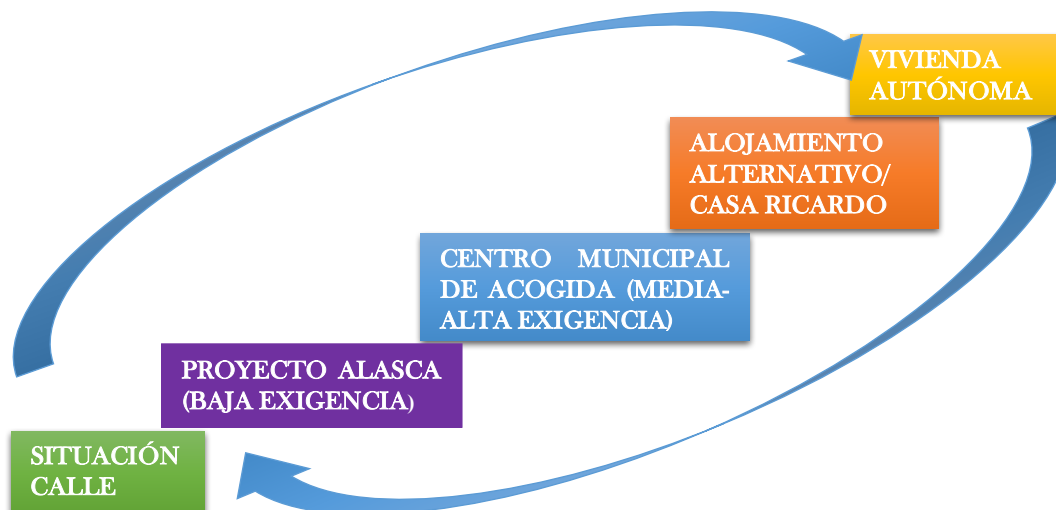 VIVIENDA
AUTÓNOMA
ALOJAMIENTO
ALTERNATIVO/
CASA RICARDO
CENTRO MUNICIPAL
DE ACOGIDA (MEDIA-
ALTA EXIGENCIA)
PROYECTO ALASCA
(BAJA EXIGENCIA)
SITUACIÓN
CALLE